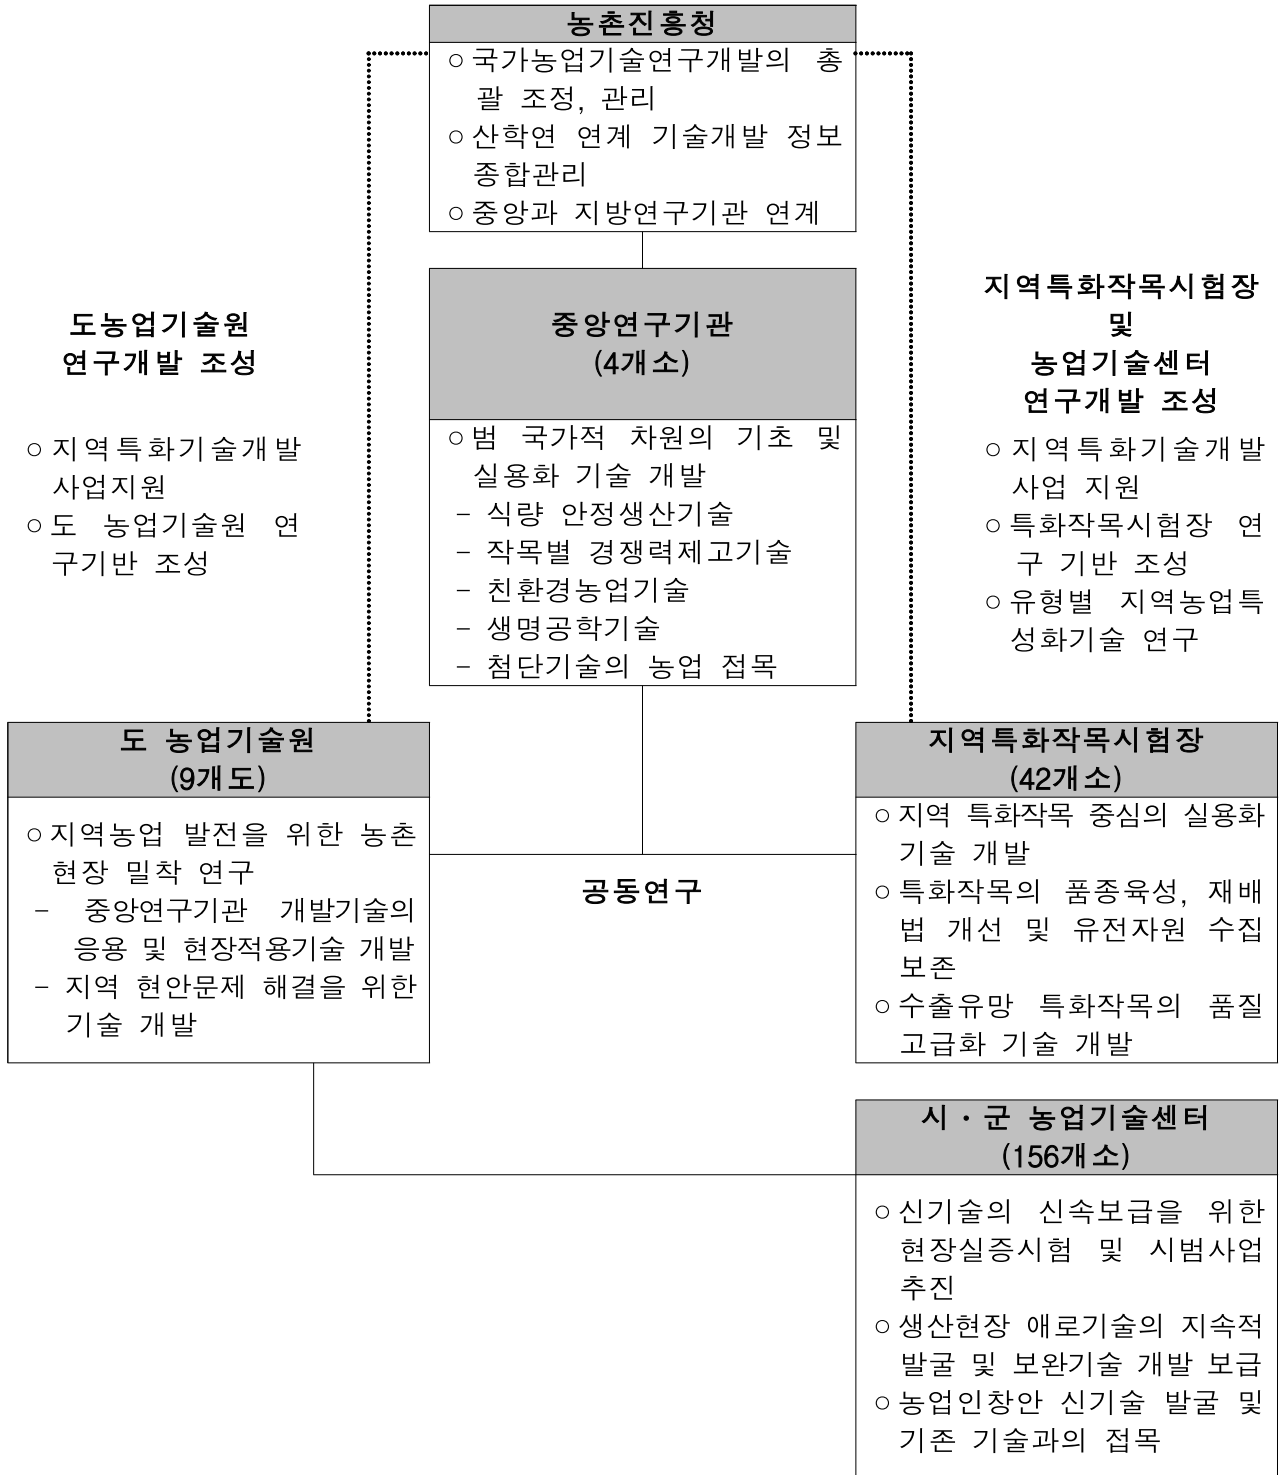 농촌진흥청
○ 국가농업기술연구개발의 총
괄 조정, 관리
○ 산학연 연계 기술개발 정보
종합관리
○ 중앙과 지방연구기관 연계
도농업기술원
연구개발 조성
○ 지역특화기술개발
사업지원
○ 도 농업기술원 연
구기반 조성
중앙연구기관
(4개소)
○ 범 국가적 차원의 기초 및
실용화 기술 개발
- 식량 안정생산기술
- 작목별 경쟁력제고기술
- 친환경농업기술
- 생명공학기술
- 첨단기술의 농업 접목
지역특화작목시험장
및
농업기술센터
연구개발 조성
○ 지역특화기술개발
사업 지원
○ 특화작목시험장 연
구 기반 조성
○ 유형별 지역농업특
성화기술 연구
도 농업기술원
(9개도)
○ 지역농업 발전을 위한 농촌
현장 밀착 연구
- 중앙연구기관 개발기술의
응용 및 현장적용기술 개발
- 지역 현안문제 해결을 위한
기술 개발
공동연구
지역특화작목시험장
(42개소)
○ 지역 특화작목 중심의 실용화
기술 개발
○ 특화작목의 품종육성, 재배
법 개선 및 유전자원 수집
보존
○ 수출유망 특화작목의 품질
고급화 기술 개발
시·군 농업기술센터
(156개소)
○ 신기술의 신속보급을 위한
현장실증시험 및 시범사업
추진
○ 생산현장 애로기술의 지속적
발굴 및 보완기술 개발 보급
○ 농업인창안 신기술 발굴 및
기존 기술과의 접목